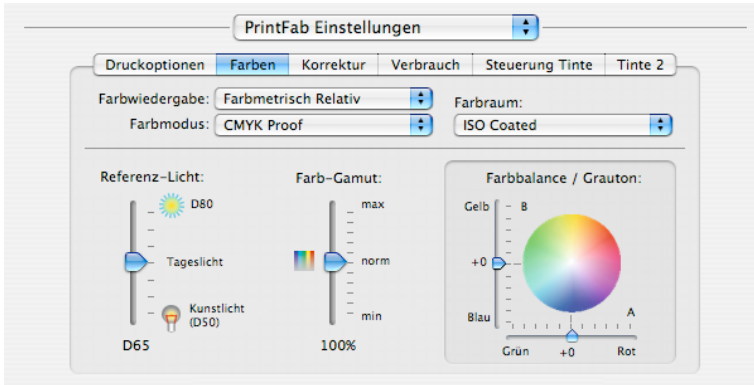 PrintFab Einstellungen
Druckoptionen Farben Korrektur Verbrauch Steuerung Tinte Tinte 2
Farbwiedergabe: Farbmetrisch Relativ Farbraum:
Farbmodus: CMYK Proof ISO Coated
Referenz-Licht: Farb-Gamut: Farbbalance / Grauton:
D80 max Gelb B
Tageslicht norm +0
Kunstlicht
(D50) min Blau A
D65 100% Grün +0 Rot